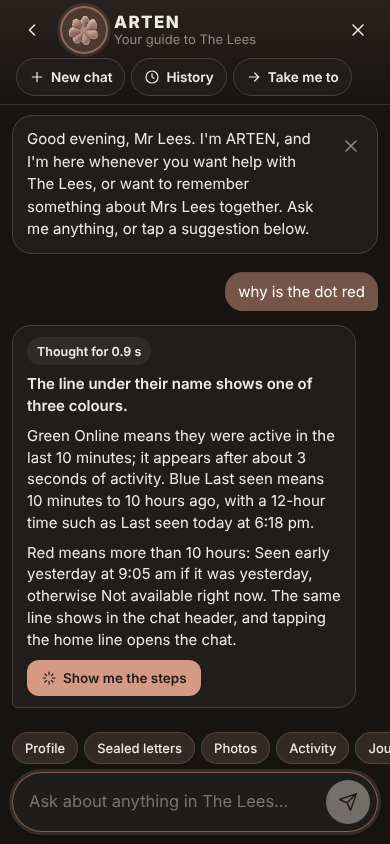 ARTEN
Your guide to The Lees
New chat
History
Take me to
Good evening, Mr Lees. I'm ARTEN, and
I'm here whenever you want help with
The Lees, or want to remember
something about Mrs Lees together. Ask
me anything, or tap a suggestion below.
why is the dot red
Thought for 0.9 s
The line under their name shows one of
three colours.
Green Online means they were active in the
last 10 minutes; it appears after about 3
seconds of activity. Blue Last seen means
10 minutes to 10 hours ago, with a 12-hour
time such as Last seen today at 6:18 pm.
Red means more than 10 hours: Seen early
yesterday at 9:05 am if it was yesterday,
otherwise Not available right now. The same
line shows in the chat header, and tapping
the home line opens the chat.
Show me the steps
Profile
Sealed letters
Photos
Activity
Jou
Ask about anything in The Lees...